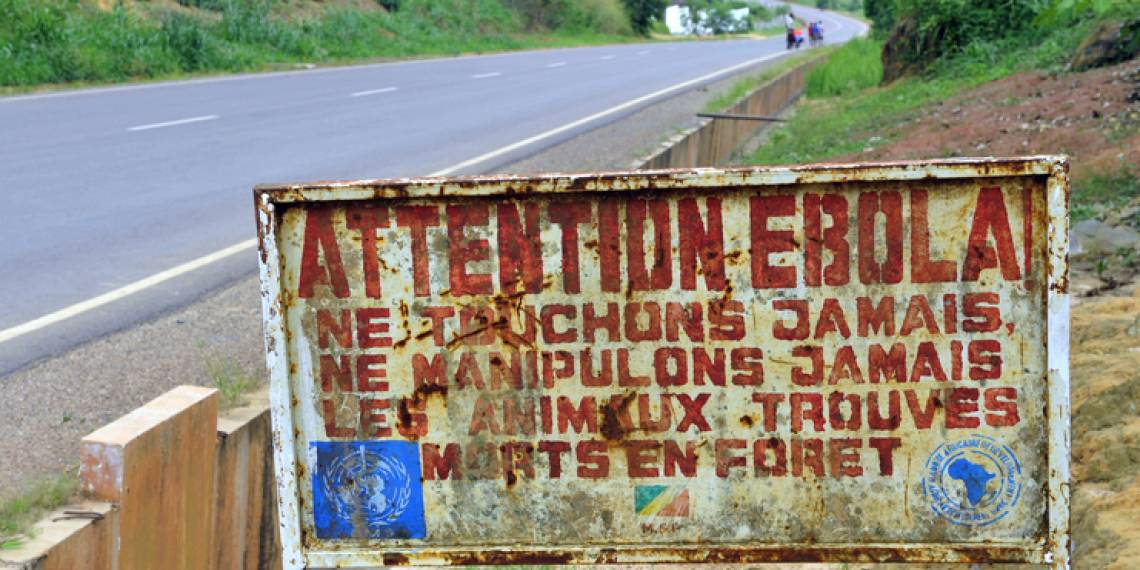 ATTENTION EBOLA!
NE TOUCHONS JAMAIS,
NE MANIPULONS JAMAIS
LES ANIMAUX TROUVES
MORTS EN FORET